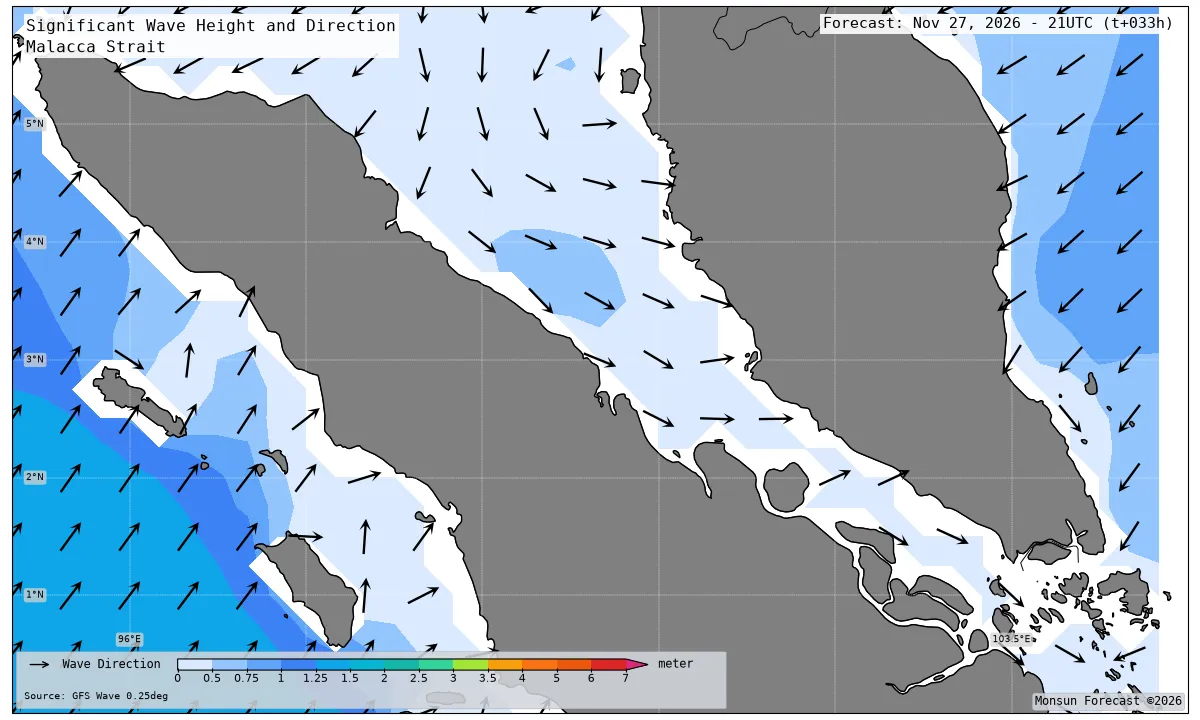 Significant Wave Height and Direction
Malacca Strait
Forecast: Nov 27, 2026 - 21UTC (t+033h)
5°N
4°N
3°N
2°N
1°N
96°E
103.5°E
Wave Direction
meter
0 0.5 0.75 1 1.25 1.5 2 2.5 3 3.5 4 5 6 7
Source: GFS Wave 0.25deg
Monsun Forecast ©2026